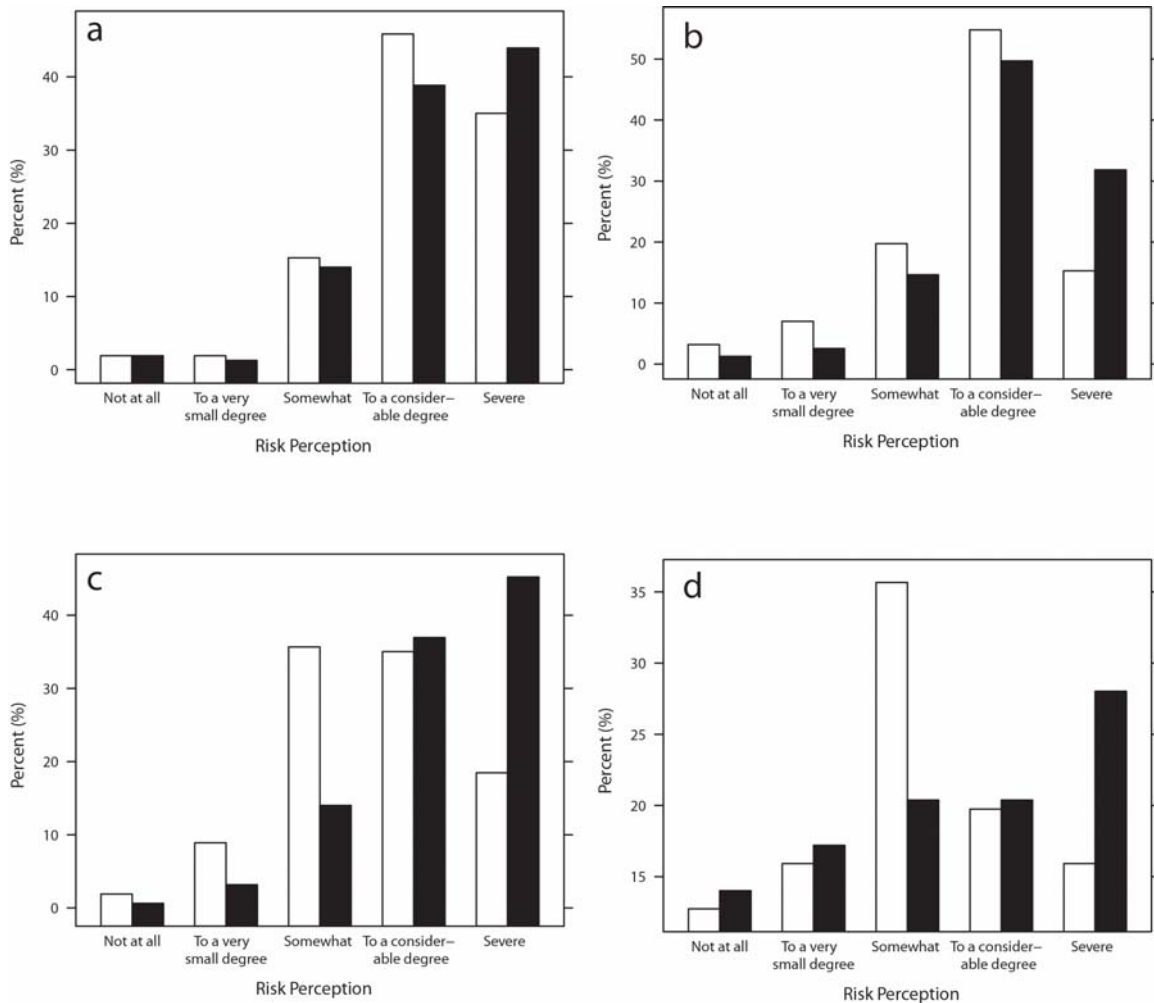 a
Percent (%)
40
30
20
10
0
Not at all
To a very
small degree
Somewhat
To a consider–
able degree
Severe
Risk Perception
b
Percent (%)
50
40
30
20
10
0
Not at all
To a very
small degree
Somewhat
To a consider–
able degree
Severe
Risk Perception
c
Percent (%)
40
30
20
10
0
Not at all
To a very
small degree
Somewhat
To a consider–
able degree
Severe
Risk Perception
d
Percent (%)
35
30
25
20
15
Not at all
To a very
small degree
Somewhat
To a consider–
able degree
Severe
Risk Perception